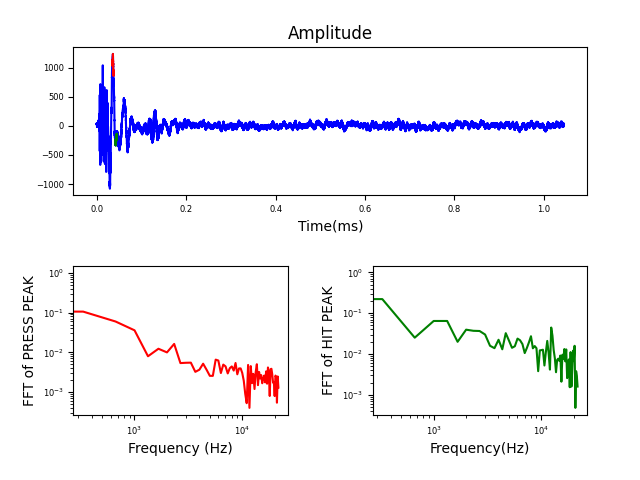 Amplitude
1000
500
0
−500
−1000
0.0 0.2 0.4 0.6 0.8 1.0
Time(ms)
FFT of PRESS PEAK
10⁰
10⁻¹
10⁻²
10⁻³
10³ 10⁴
Frequency (Hz)
FFT of HIT PEAK
10⁰
10⁻¹
10⁻²
10⁻³
10³ 10⁴
Frequency(Hz)